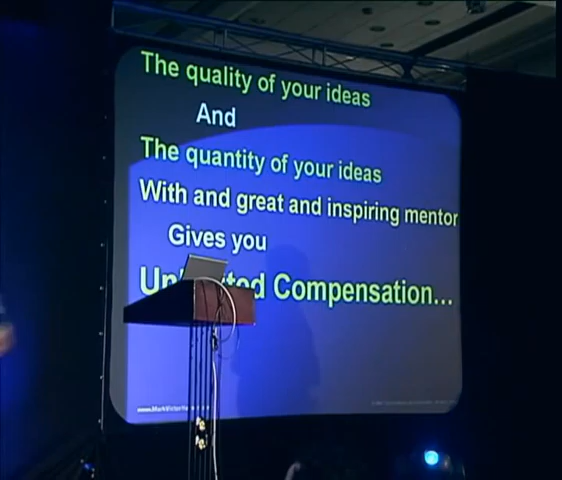 The quality of your ideas
And
The quantity of your ideas
With and great and inspiring mentor
Gives you
Compensation...